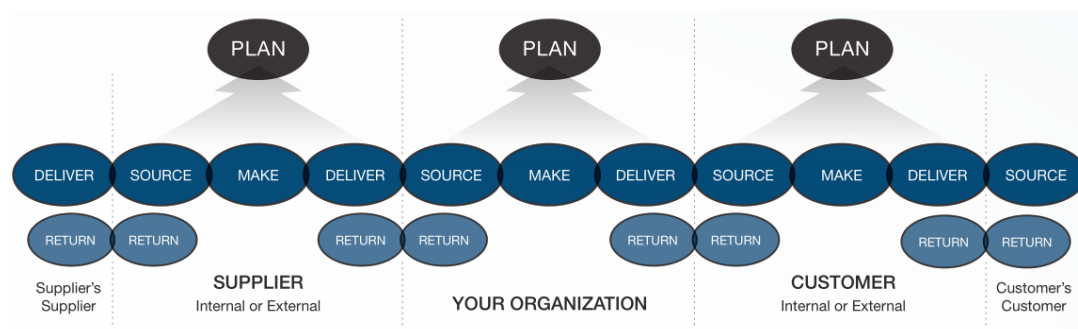 PLAN PLAN PLAN
DELIVER SOURCE MAKE DELIVER SOURCE MAKE DELIVER SOURCE MAKE DELIVER SOURCE
RETURN RETURN RETURN RETURN RETURN RETURN RETURN RETURN
Supplier's
Supplier
SUPPLIER
Internal or External
YOUR ORGANIZATION
CUSTOMER
Internal or External
Customer's
Customer